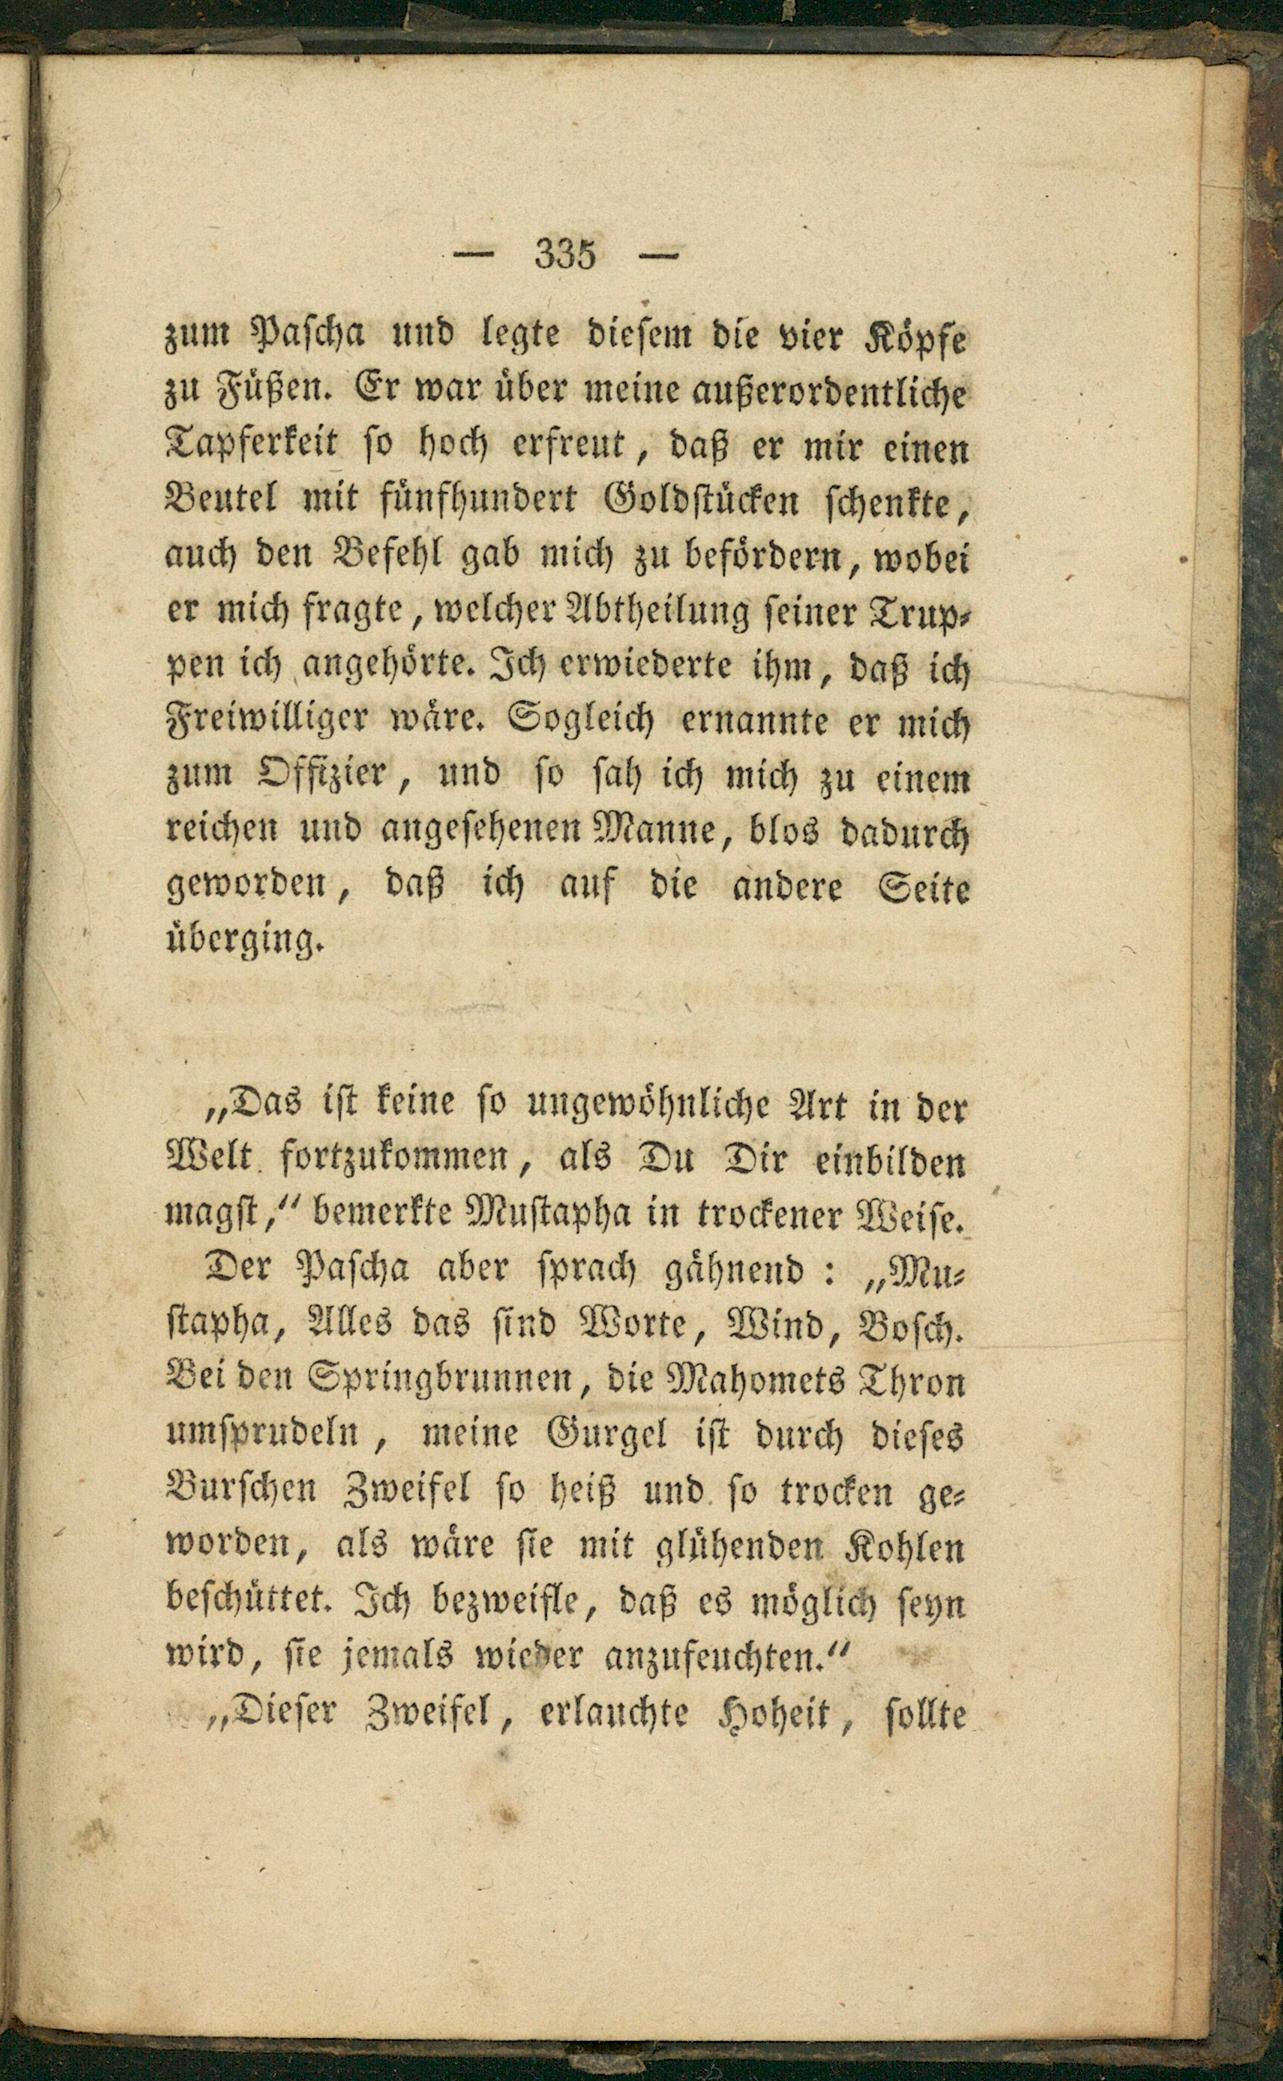 — 335 —
zum Pascha und legte diesem die vier Köpfe
zu Füßen. Er war über meine außerordentliche
Tapferkeit so hoch erfreut, daß er mir einen
Beutel mit fünfhundert Goldstücken schenkte,
auch den Befehl gab mich zu befördern, wobei
er mich fragte, welcher Abtheilung seiner Trup-
pen ich angehörte. Ich erwiederte ihm, daß ich
Freiwilliger wäre. Sogleich ernannte er mich
zum Offizier, und so sah ich mich zu einem
reichen und angesehenen Manne, blos dadurch
geworden, daß ich auf die andere Seite
überging.
„Das ist keine so ungewöhnliche Art in der
Welt fortzukommen, als Du Dir einbilden
magst,“ bemerkte Mustapha in trockener Weise.
Der Pascha aber sprach gähnend: „Mu-
stapha, Alles das sind Worte, Wind, Bosch.
Bei den Springbrunnen, die Mahomets Thron
umsprudeln, meine Gurgel ist durch dieses
Burschen Zweifel so heiß und so trocken ge-
worden, als wäre sie mit glühenden Kohlen
beschüttet. Ich bezweifle, daß es möglich seyn
wird, sie jemals wieder anzufeuchten.“
„Dieser Zweifel, erlauchte Hoheit, sollte